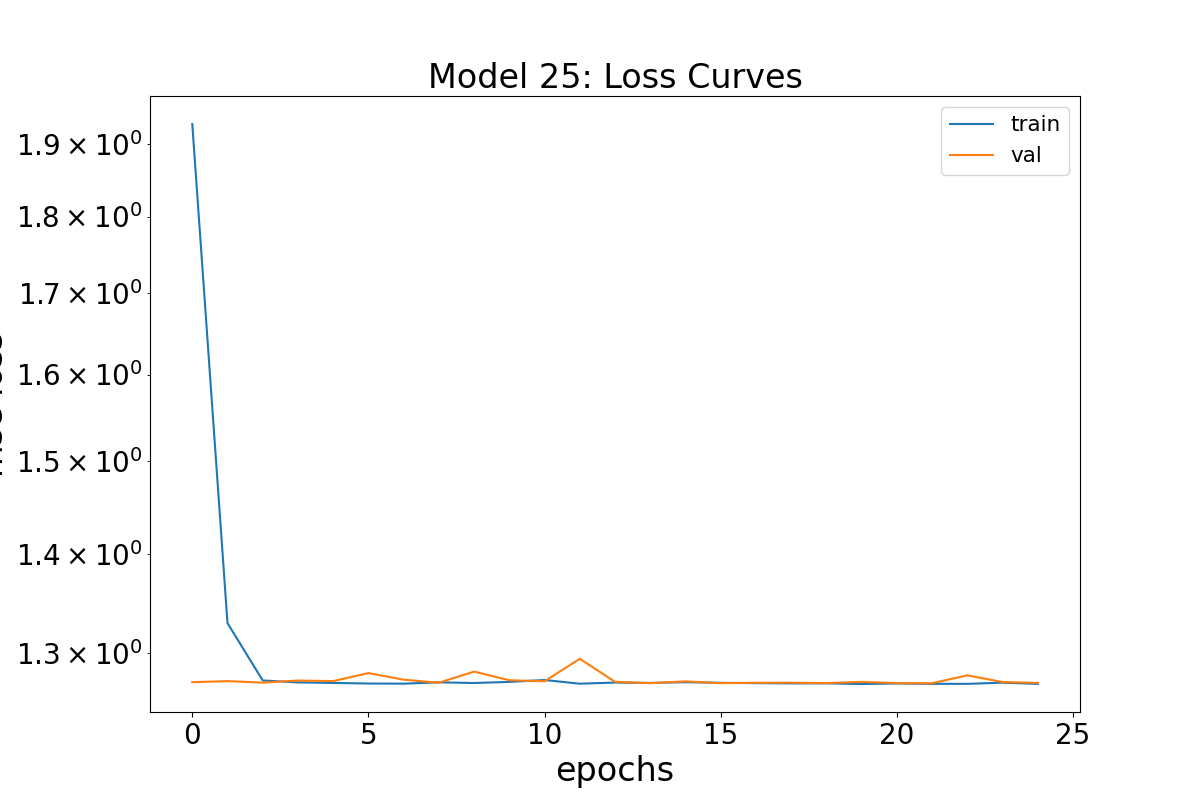 Model 25: Loss Curves
train
val
1.9 × 10⁰
1.8 × 10⁰
1.7 × 10⁰
1.6 × 10⁰
1.5 × 10⁰
1.4 × 10⁰
1.3 × 10⁰
0 5 10 15 20 25
epochs